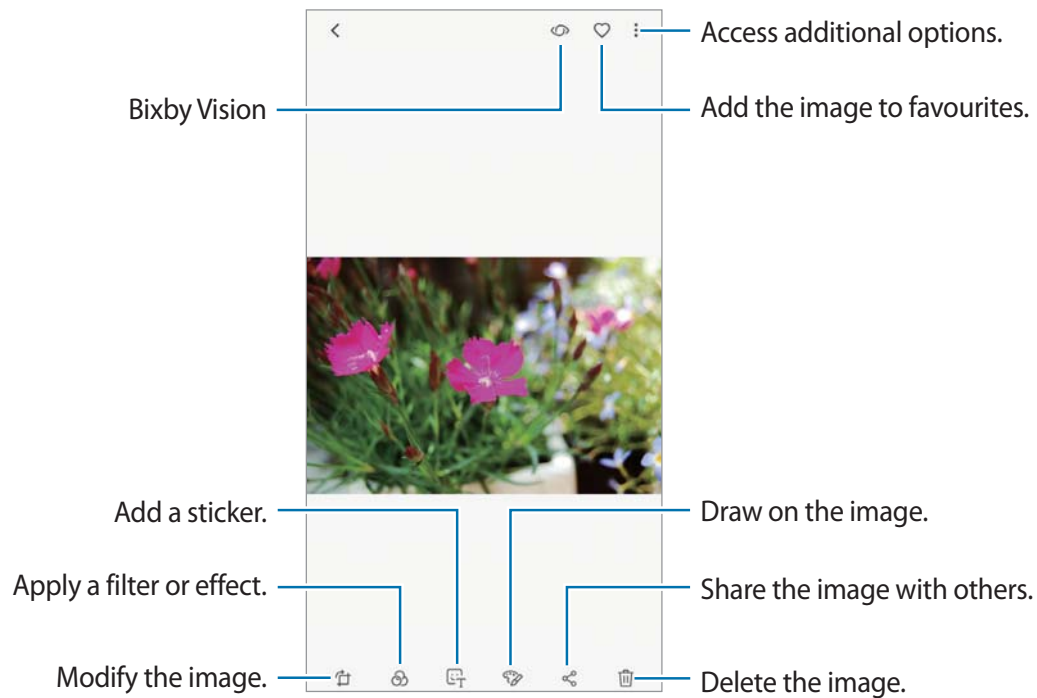 Access additional options.
Bixby Vision
Add the image to favourites.
Add a sticker.
Draw on the image.
Apply a filter or effect.
Share the image with others.
Modify the image.
Delete the image.